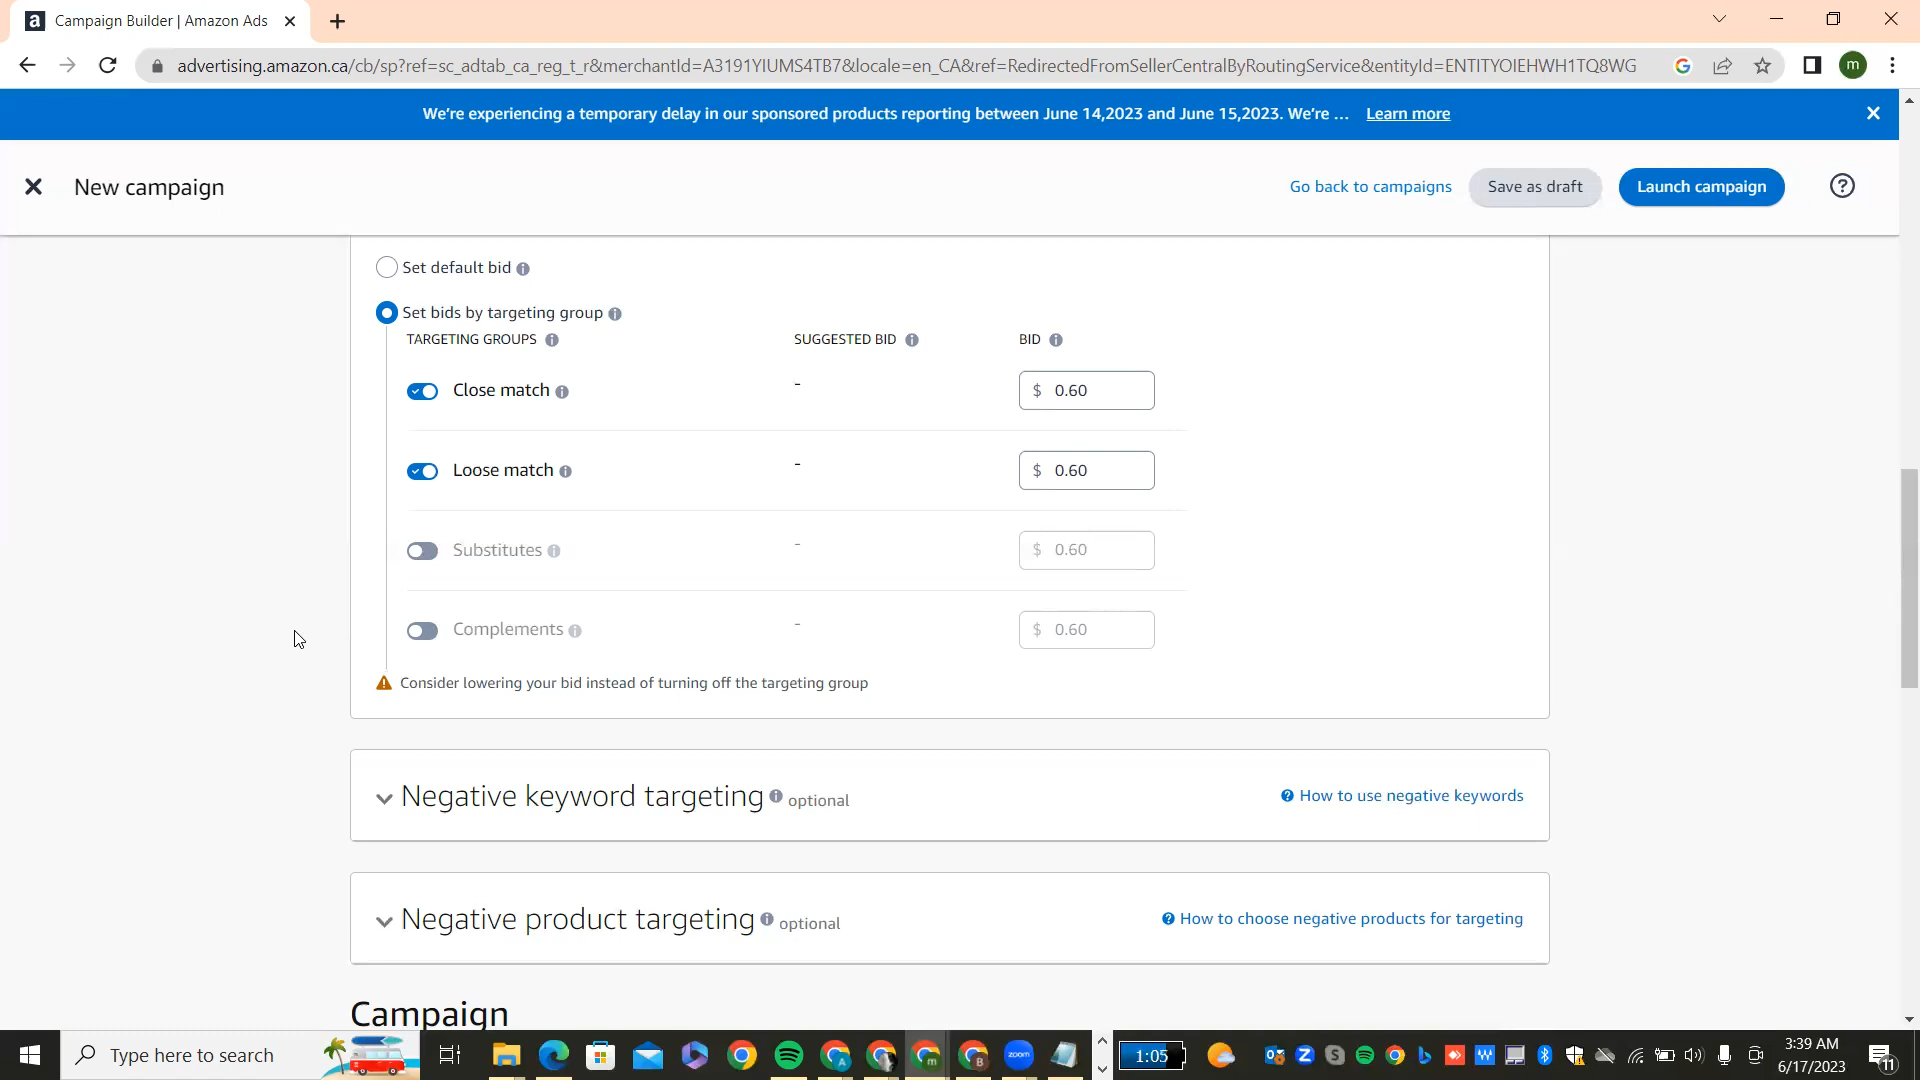 Campaign Builder | Amazon Ads
advertising.amazon.ca/cb/sp?ref=sc_adtab_ca_reg_t_r&merchantId=A3191YIUMS4TB7&locale=en_CA&ref=RedirectedFromSellerCentralByRoutingService&entityId=ENTITYOIEHWH1TQ8WG
m
We're experiencing a temporary delay in our sponsored products reporting between June 14,2023 and June 15,2023. We're ... Learn more
New campaign
Go back to campaigns
Save as draft
Launch campaign
Set default bid
Set bids by targeting group
TARGETING GROUPS SUGGESTED BID BID
Close match - $ 0.60
Loose match - $ 0.60
Substitutes - $ 0.60
Complements - $ 0.60
Consider lowering your bid instead of turning off the targeting group
Negative keyword targeting optional How to use negative keywords
Negative product targeting optional How to choose negative products for targeting
Campaign
Type here to search
zoom
1:05
3:39 AM
6/17/2023
11